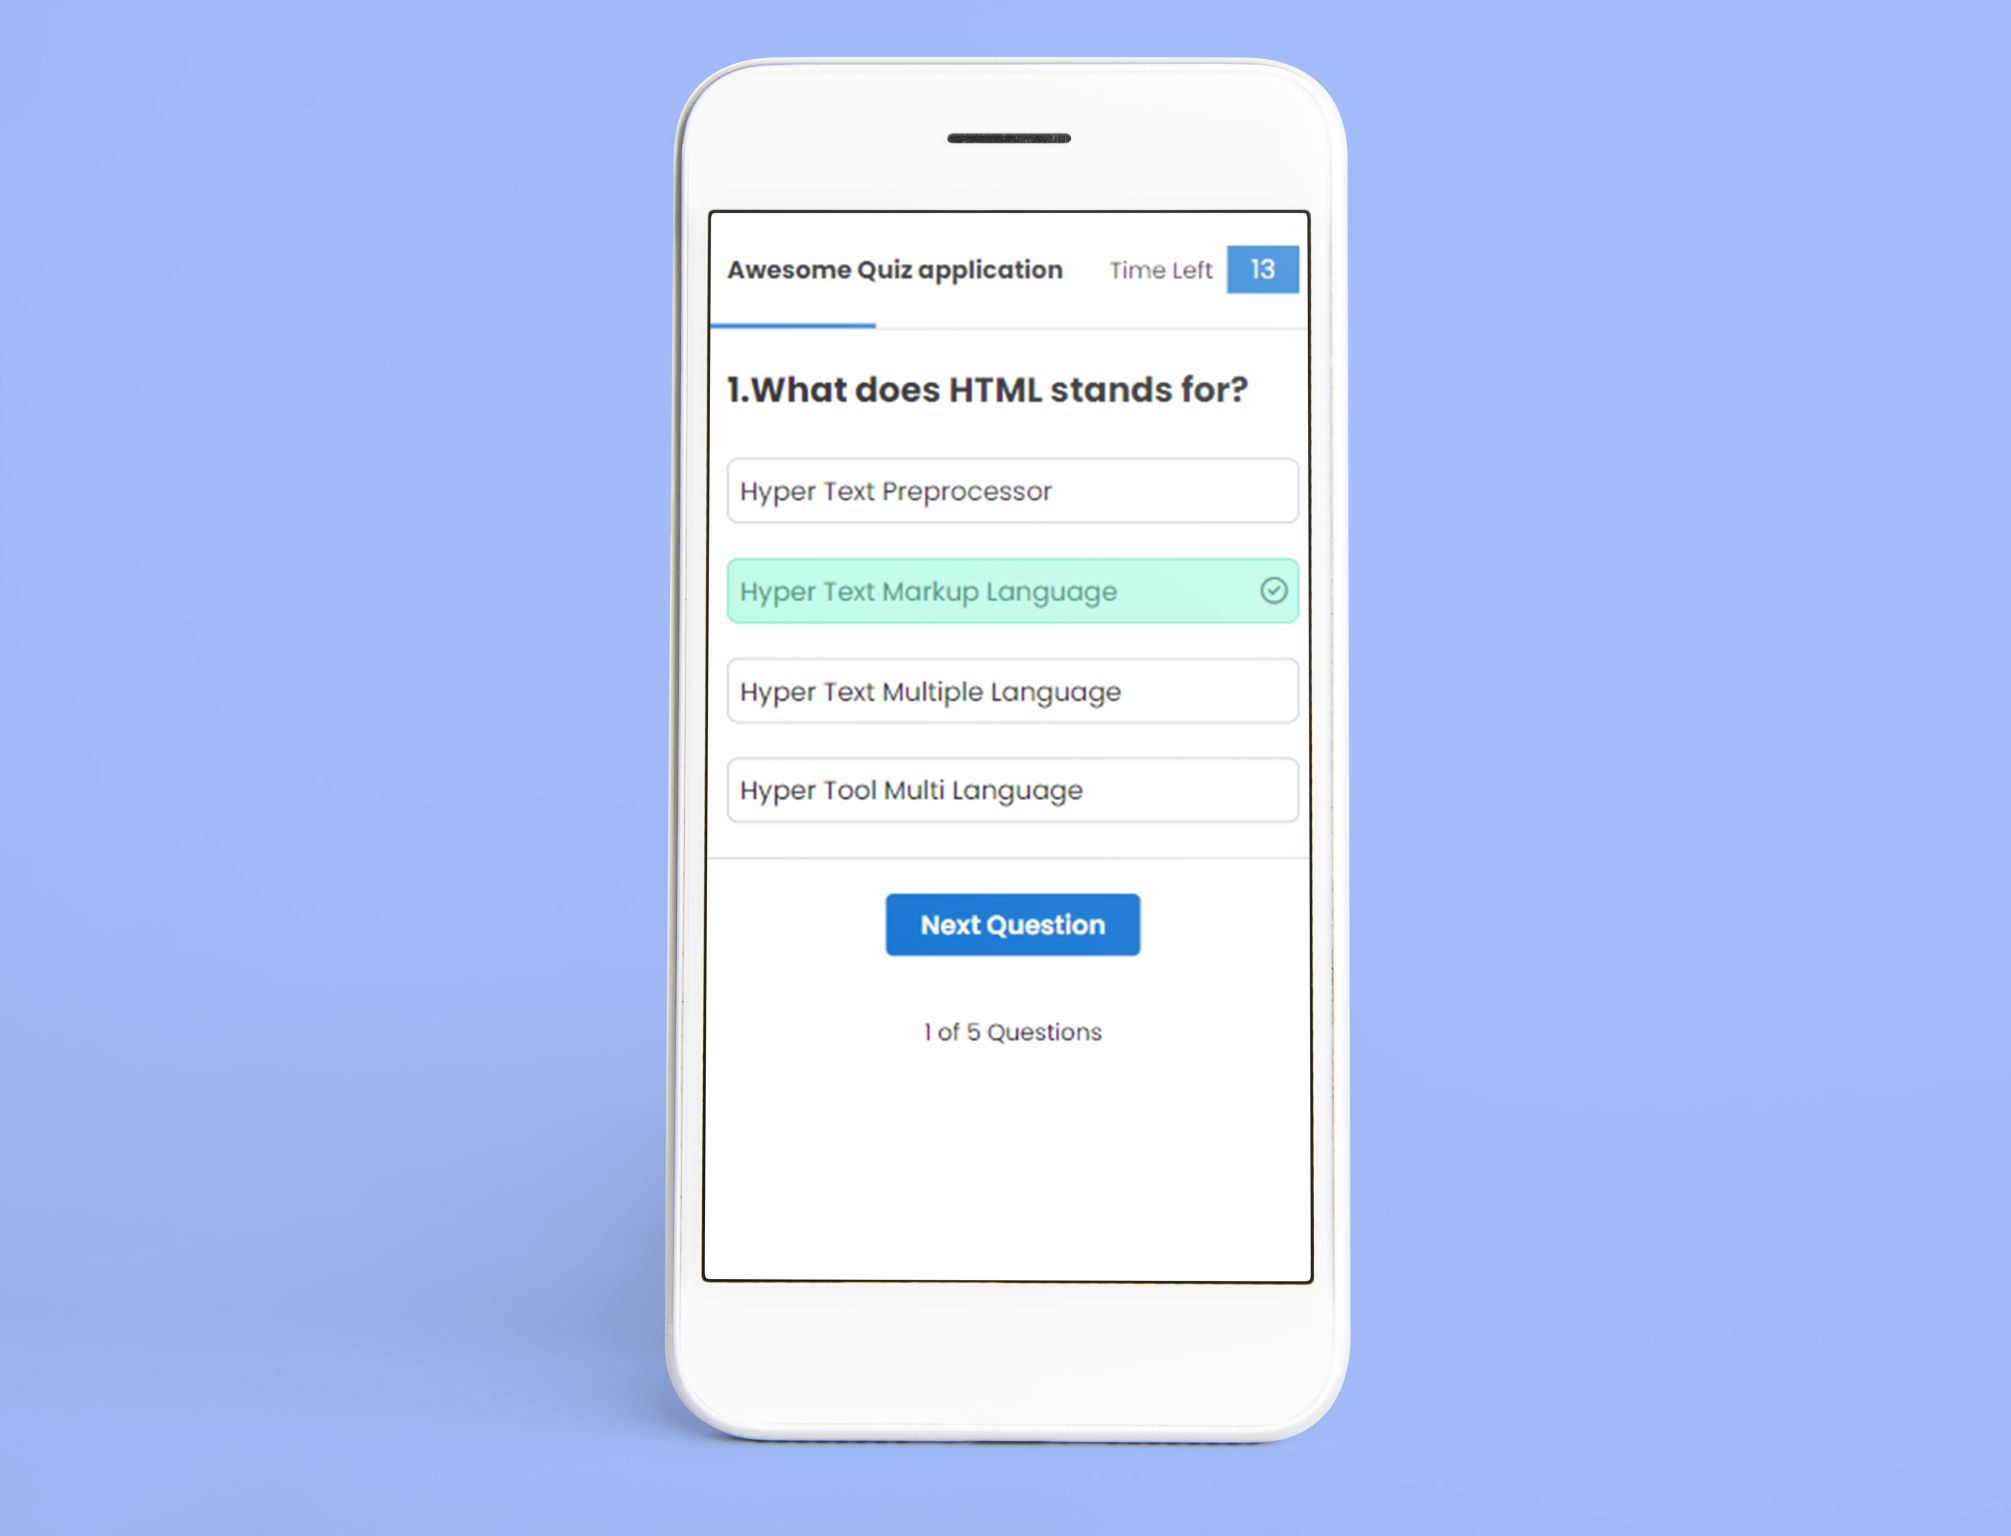 Awesome Quiz application Time Left 13
1.What does HTML stands for?
Hyper Text Preprocessor
Hyper Text Markup Language
Hyper Text Multiple Language
Hyper Tool Multi Language
Next Question
1 of 5 Questions